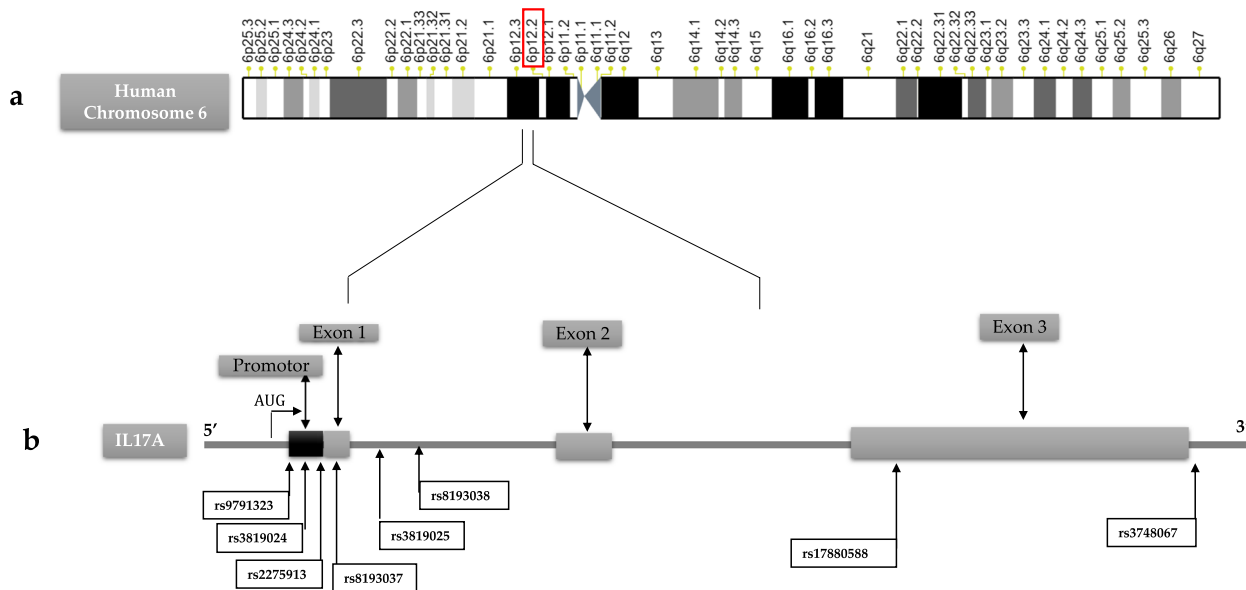 6p25.3
6p25.2
6p25.1
6p24.3
6p24.2
6p24.1
6p23
6p22.3
6p22.2
6p22.1
6p21.33
6p21.32
6p21.31
6p21.2
6p21.1
6p12.3
6p12.2
6p12.1
6p11.2
6p11.1
6q11.1
6q11.2
6q12
6q13
6q14.1
6q14.2
6q14.3
6q15
6q16.1
6q16.2
6q16.3
6q21
6q22.1
6q22.2
6q22.31
6q22.32
6q22.33
6q23.1
6q23.2
6q23.3
6q24.1
6q24.2
6q24.3
6q25.1
6q25.2
6q25.3
6q26
6q27
a
Human
Chromosome 6
Exon 1
Exon 2
Exon 3
Promotor
AUG
b
IL17A
5′
3
rs9791323
rs8193038
rs3819024
rs3819025
rs17880588
rs3748067
rs2275913
rs8193037